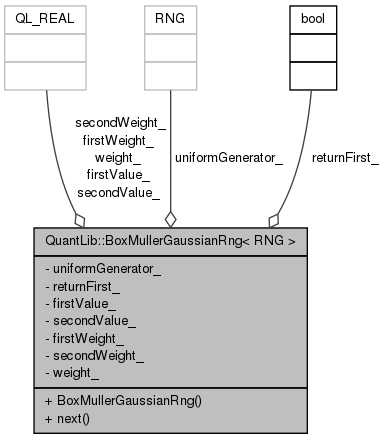 QL_REAL
RNG
bool
secondWeight_
firstWeight_
weight_
firstValue_
secondValue_
uniformGenerator_
returnFirst_
QuantLib::BoxMullerGaussianRng< RNG >
- uniformGenerator_
- returnFirst_
- firstValue_
- secondValue_
- firstWeight_
- secondWeight_
- weight_
+ BoxMullerGaussianRng()
+ next()